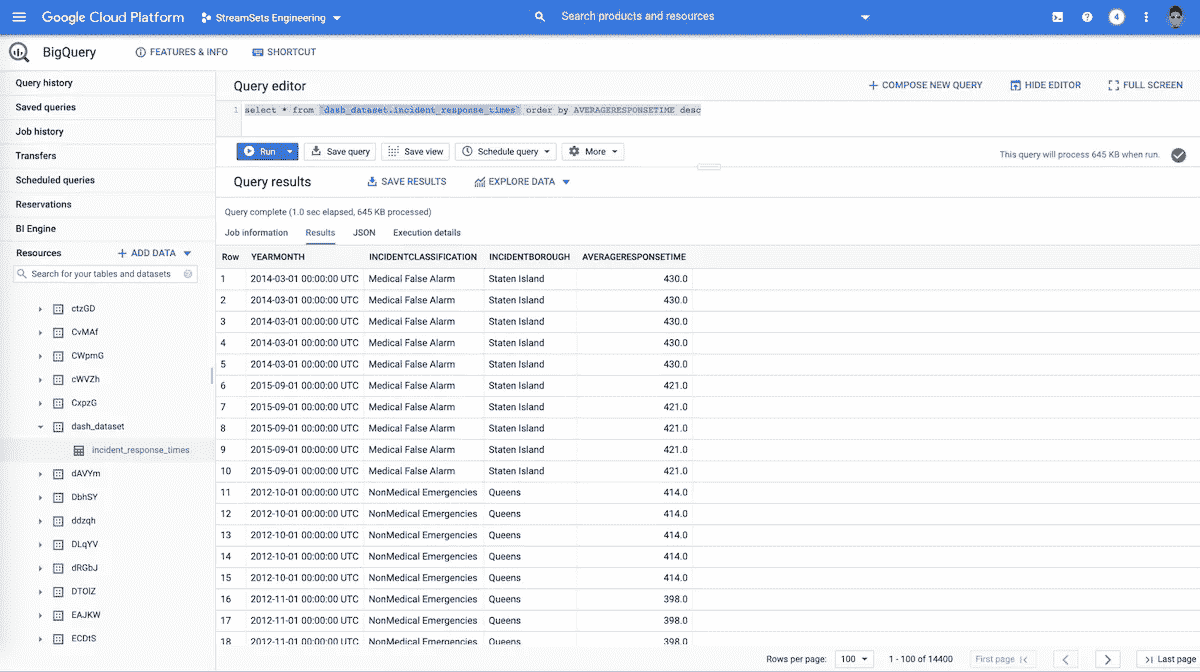 Google Cloud Platform StreamSets Engineering Search products and resources 4
BigQuery FEATURES & INFO SHORTCUT
Query history
Saved queries
Job history
Transfers
Scheduled queries
Reservations
BI Engine
Resources + ADD DATA
Search for your tables and datasets
ctzGD
CvMAf
CWpmG
cWVZh
CxpzG
dash_dataset
incident_response_times
dAVYm
DbhSY
ddzqh
DLqYV
dRGbJ
DTOIZ
EAJKW
ECDtS
Query editor + COMPOSE NEW QUERY HIDE EDITOR FULL SCREEN
1 select * from `dash_dataset.incident_response_times` order by AVERAGERESPONSETIME desc
Run Save query Save view Schedule query More This query will process 645 KB when run.
Query results SAVE RESULTS EXPLORE DATA
Query complete (1.0 sec elapsed, 645 KB processed)
Job information Results JSON Execution details
Row YEARMONTH INCIDENTCLASSIFICATION INCIDENTBOROUGH AVERAGERESPONSETIME
1 2014-03-01 00:00:00 UTC Medical False Alarm Staten Island 430.0
2 2014-03-01 00:00:00 UTC Medical False Alarm Staten Island 430.0
3 2014-03-01 00:00:00 UTC Medical False Alarm Staten Island 430.0
4 2014-03-01 00:00:00 UTC Medical False Alarm Staten Island 430.0
5 2014-03-01 00:00:00 UTC Medical False Alarm Staten Island 430.0
6 2015-09-01 00:00:00 UTC Medical False Alarm Staten Island 421.0
7 2015-09-01 00:00:00 UTC Medical False Alarm Staten Island 421.0
8 2015-09-01 00:00:00 UTC Medical False Alarm Staten Island 421.0
9 2015-09-01 00:00:00 UTC Medical False Alarm Staten Island 421.0
10 2015-09-01 00:00:00 UTC Medical False Alarm Staten Island 421.0
11 2012-10-01 00:00:00 UTC NonMedical Emergencies Queens 414.0
12 2012-10-01 00:00:00 UTC NonMedical Emergencies Queens 414.0
13 2012-10-01 00:00:00 UTC NonMedical Emergencies Queens 414.0
14 2012-10-01 00:00:00 UTC NonMedical Emergencies Queens 414.0
15 2012-10-01 00:00:00 UTC NonMedical Emergencies Queens 414.0
16 2012-11-01 00:00:00 UTC NonMedical Emergencies Queens 398.0
17 2012-11-01 00:00:00 UTC NonMedical Emergencies Queens 398.0
18 2012-11-01 00:00:00 UTC NonMedical Emergencies Queens 398.0
Rows per page: 100 1 - 100 of 14400 First page Last page